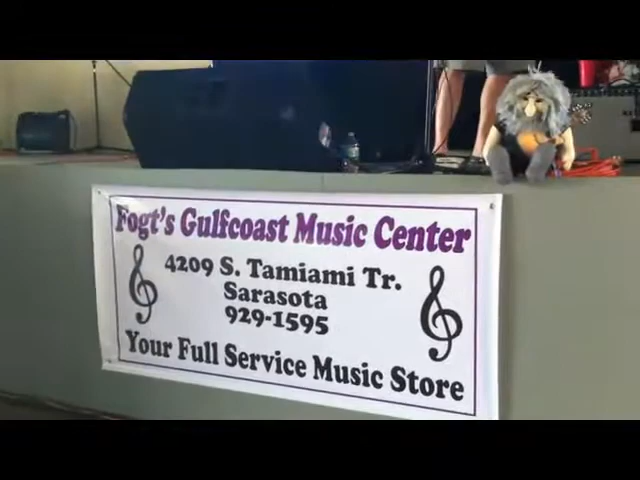 Fogt's Gulfcoast Music Center
4209 S. Tamiami Tr.
Sarasota
929-1595
Your Full Service Music Store